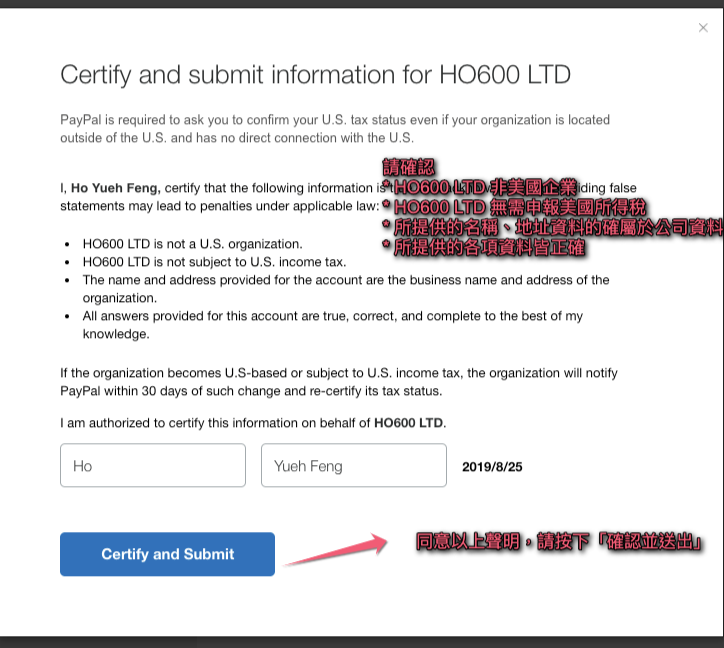 ×
Certify and submit information for HO600 LTD
PayPal is required to ask you to confirm your U.S. tax status even if your organization is located
outside of the U.S. and has no direct connection with the U.S.
請確認
I, Ho Yueh Feng, certify that the following information is ding false
* HO600 LTD 非美國企業
statements may lead to penalties under applicable law:
* HO600 LTD 無需申報美國所得稅
* 所提供的名稱、地址資料的確屬於公司資料
* 所提供的各項資料皆正確
• HO600 LTD is not a U.S. organization.
• HO600 LTD is not subject to U.S. income tax.
• The name and address provided for the account are the business name and address of the
organization.
• All answers provided for this account are true, correct, and complete to the best of my
knowledge.
If the organization becomes U.S-based or subject to U.S. income tax, the organization will notify
PayPal within 30 days of such change and re-certify its tax status.
I am authorized to certify this information on behalf of HO600 LTD.
Ho
Yueh Feng
2019/8/25
Certify and Submit
同意以上聲明，請按下「確認並送出」